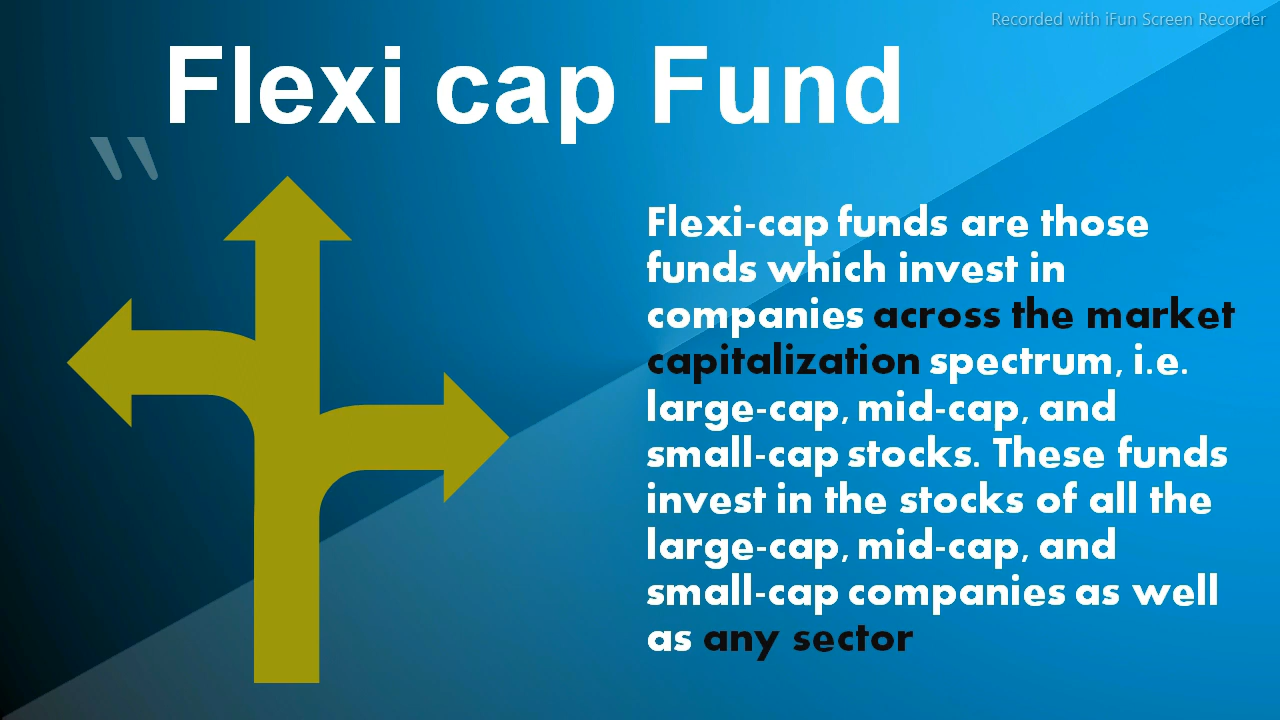 Recorded with iFun Screen Recorder
Flexi cap Fund
"
Flexi-cap funds are those
funds which invest in
companies across the market
capitalization spectrum, i.e.
large-cap, mid-cap, and
small-cap stocks. These funds
invest in the stocks of all the
large-cap, mid-cap, and
small-cap companies as well
as any sector